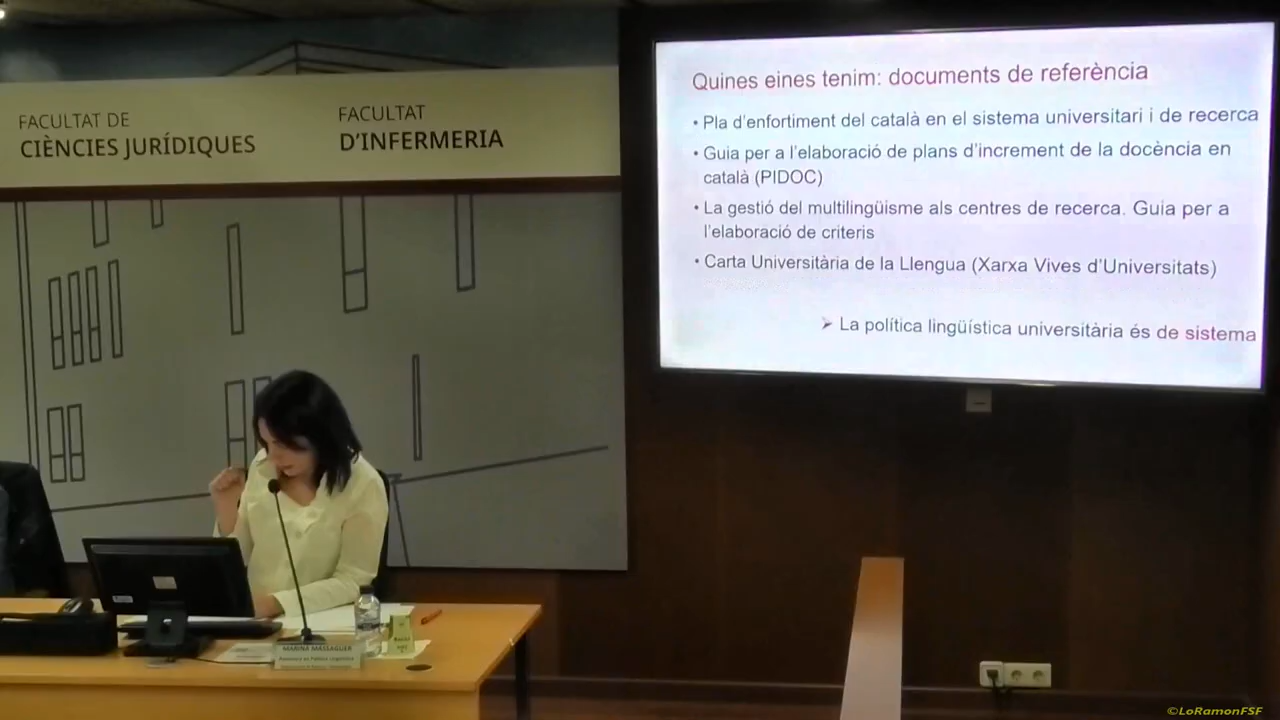 FACULTAT DE
CIÈNCIES JURÍDIQUES
FACULTAT
D'INFERMERIA
Quines eines tenim: documents de referència
• Pla d'enfortiment del català en el sistema universitari i de recerca
• Guia per a l'elaboració de plans d'increment de la docència en
català (PIDOC)
• La gestió del multilingüisme als centres de recerca. Guia per a
l'elaboració de criteris
• Carta Universitària de la Llengua (Xarxa Vives d'Universitats)
➢ La política lingüística universitària és de sistema
MARINA MASSAGUER
©LoRamonFSF